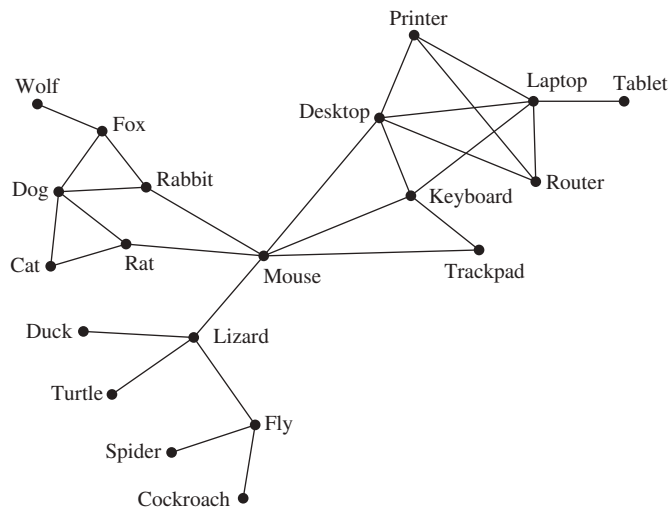 Printer
Wolf
Laptop
Tablet
Desktop
Fox
Dog
Rabbit
Router
Keyboard
Cat
Rat
Mouse
Trackpad
Duck
Lizard
Turtle
Fly
Spider
Cockroach